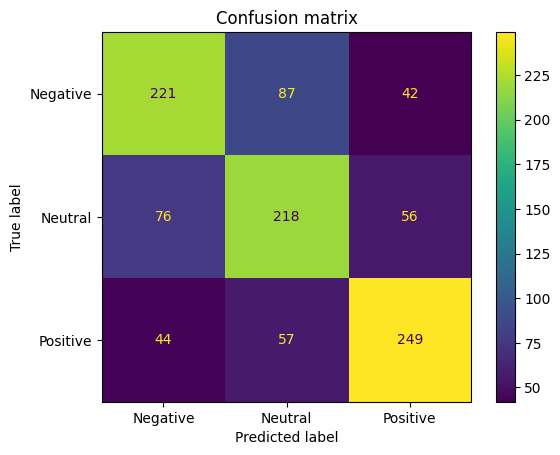 Confusion matrix
Negative 221 87 42
Neutral 76 218 56
Positive 44 57 249
Negative Neutral Positive
Predicted label
True label
225
200
175
150
125
100
75
50